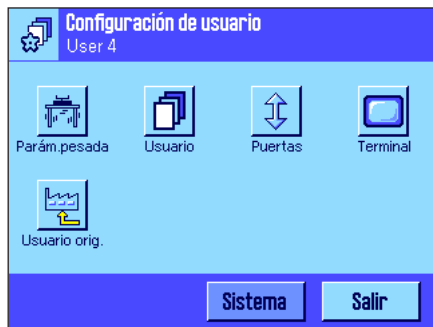 Configuración de usuario
User 4
Parám.pesada
Usuario
Puertas
Terminal
Usuario orig.
Sistema
Salir